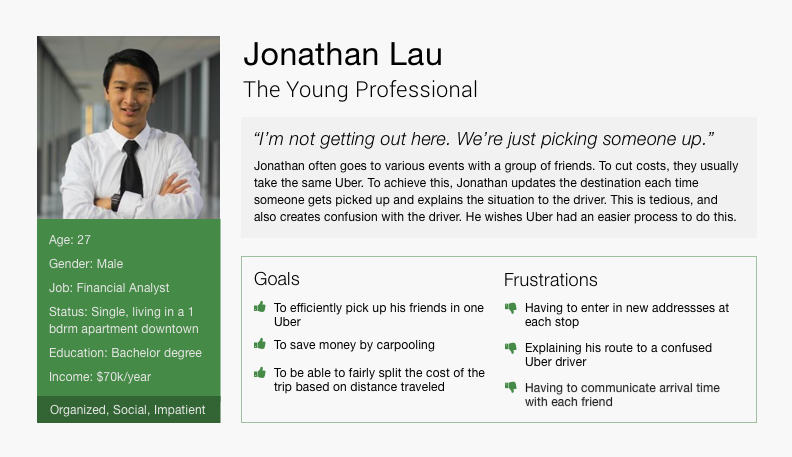 Jonathan Lau
The Young Professional
“I’m not getting out here. We’re just picking someone up.”
Jonathan often goes to various events with a group of friends. To cut costs, they usually
take the same Uber. To achieve this, Jonathan updates the destination each time
someone gets picked up and explains the situation to the driver. This is tedious, and
also creates confusion with the driver. He wishes Uber had an easier process to do this.
Age: 27
Gender: Male
Job: Financial Analyst
Status: Single, living in a 1
bdrm apartment downtown
Education: Bachelor degree
Income: $70k/year
Organized, Social, Impatient
Goals
To efficiently pick up his friends in one
Uber
To save money by carpooling
To be able to fairly split the cost of the
trip based on distance traveled
Frustrations
Having to enter in new addressses at
each stop
Explaining his route to a confused
Uber driver
Having to communicate arrival time
with each friend